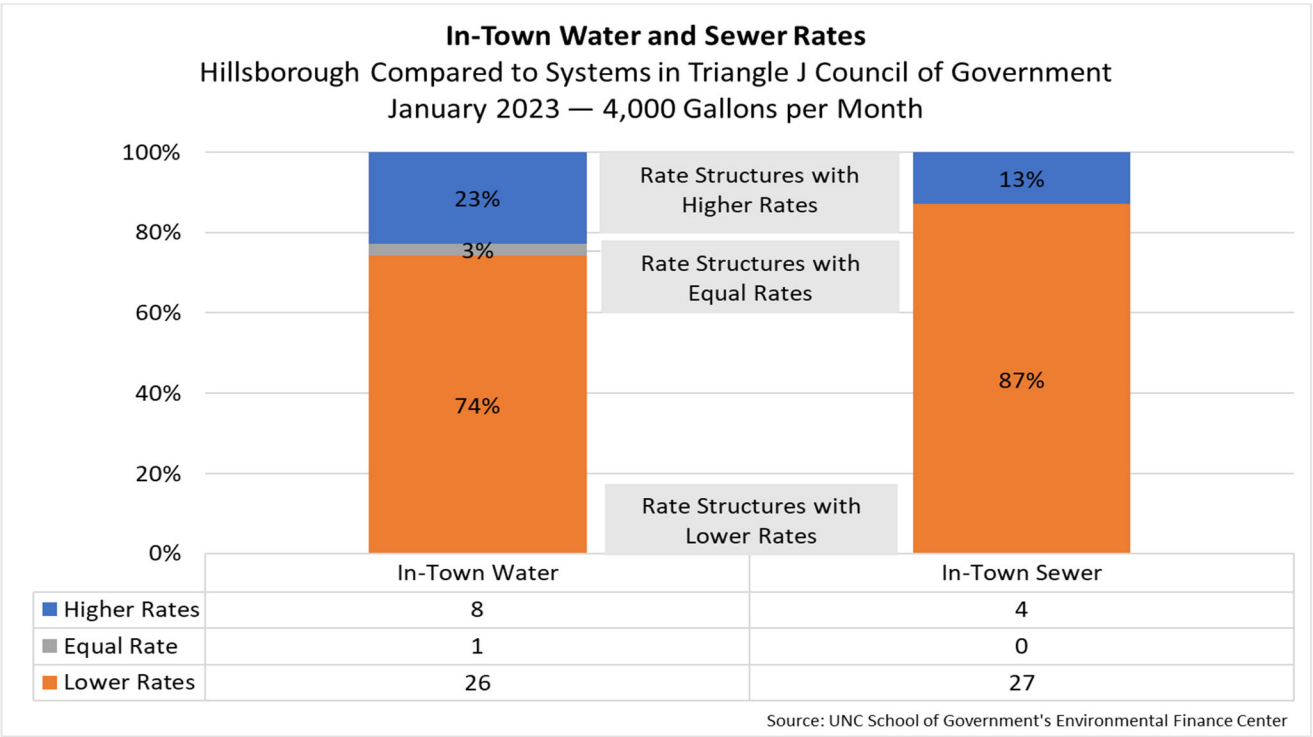 In-Town Water and Sewer Rates
Hillsborough Compared to Systems in Triangle J Council of Government
January 2023 — 4,000 Gallons per Month
100%
80%
60%
40%
20%
0%
23%
3%
74%
Rate Structures with
Higher Rates
Rate Structures with
Equal Rates
Rate Structures with
Lower Rates
13%
87%
In-Town Water In-Town Sewer
Higher Rates 8 4
Equal Rate 1 0
Lower Rates 26 27
Source: UNC School of Government's Environmental Finance Center